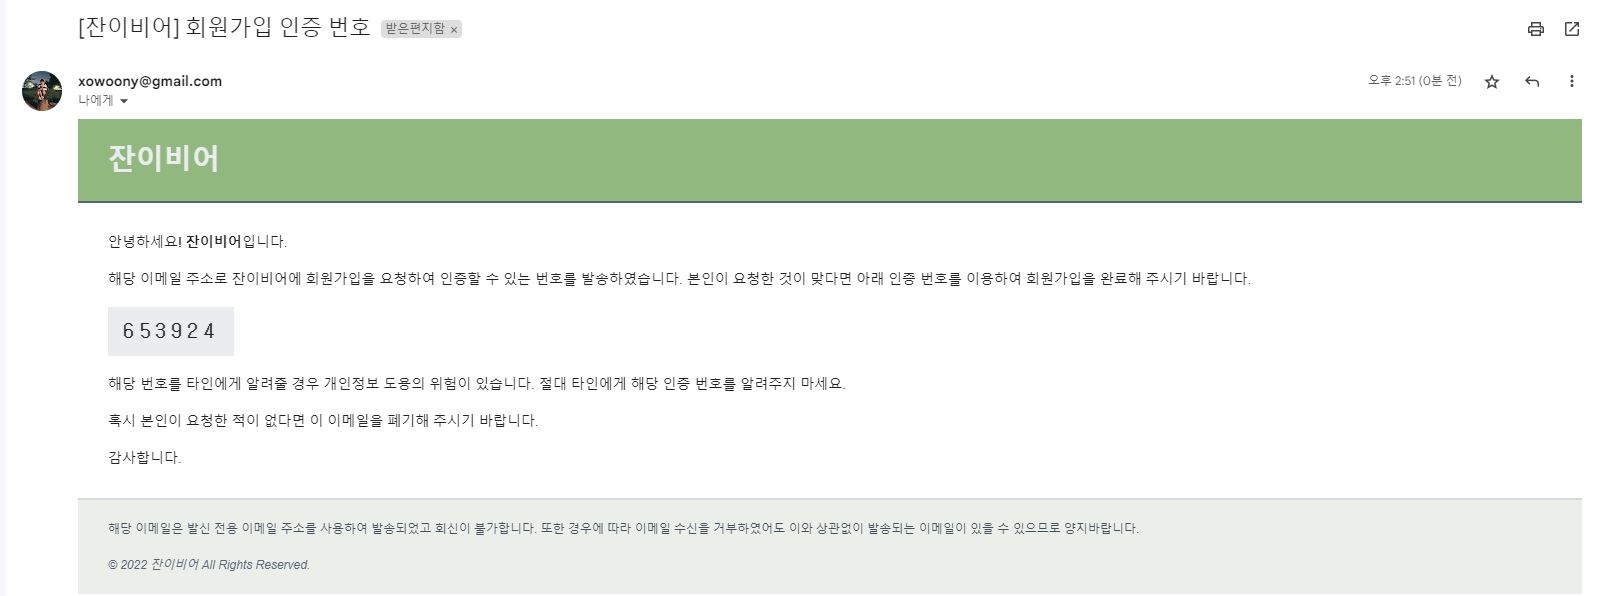 [잔이비어] 회원가입 인증 번호 받은편지함 ×
xowoony@gmail.com 오후 2:51 (0분 전)
나에게
잔이비어
안녕하세요! 잔이비어입니다.
해당 이메일 주소로 잔이비어에 회원가입을 요청하여 인증할 수 있는 번호를 발송하였습니다. 본인이 요청한 것이 맞다면 아래 인증 번호를 이용하여 회원가입을 완료해 주시기 바랍니다.
653924
해당 번호를 타인에게 알려줄 경우 개인정보 도용의 위험이 있습니다. 절대 타인에게 해당 인증 번호를 알려주지 마세요.
혹시 본인이 요청한 적이 없다면 이 이메일을 폐기해 주시기 바랍니다.
감사합니다.
해당 이메일은 발신 전용 이메일 주소를 사용하여 발송되었고 회신이 불가합니다. 또한 경우에 따라 이메일 수신을 거부하였어도 이와 상관없이 발송되는 이메일이 있을 수 있으므로 양지바랍니다.
© 2022 잔이비어 All Rights Reserved.